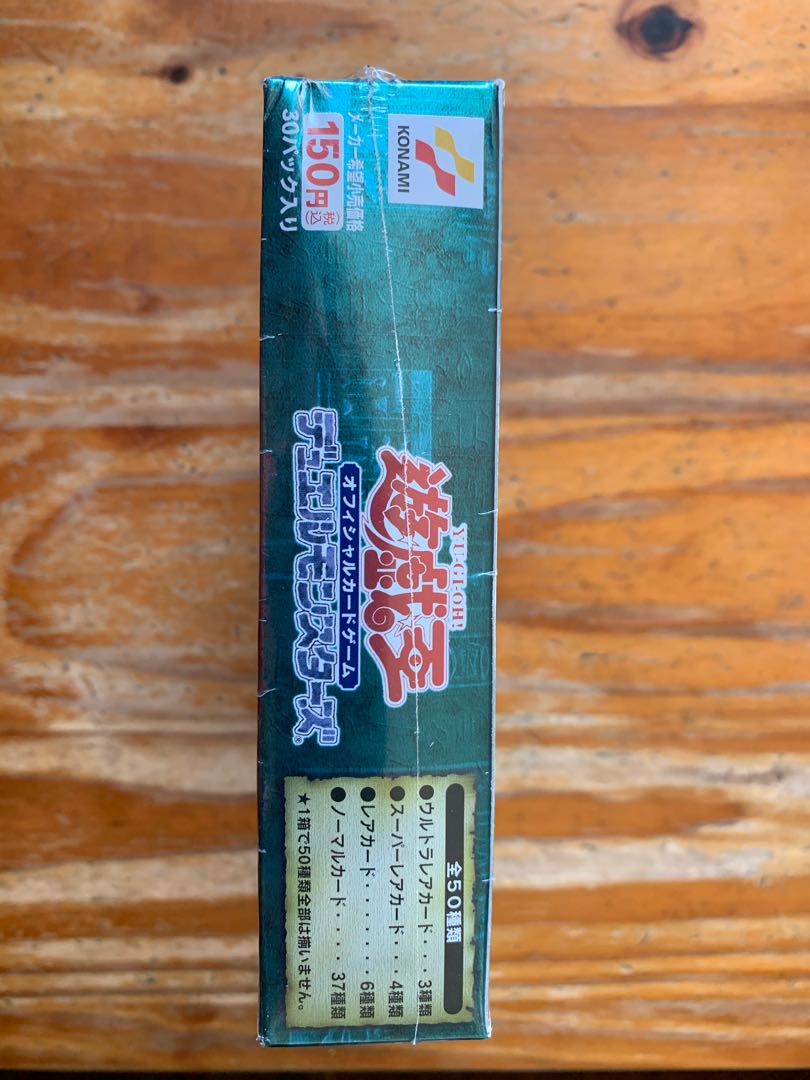 KONAMI
メーカー希望小売価格
150円(税込)
30パック入り
YU-GI-OH!
遊戯王
オフィシャルカードゲーム
デュエルモンスターズ®
全50種類
●ウルトラレアカード・・・3種類
●スーパーレアカード・・・4種類
●レアカード・・・・・・・6種類
●ノーマルカード・・・・37種類
★1箱で50種類全部は揃いません。